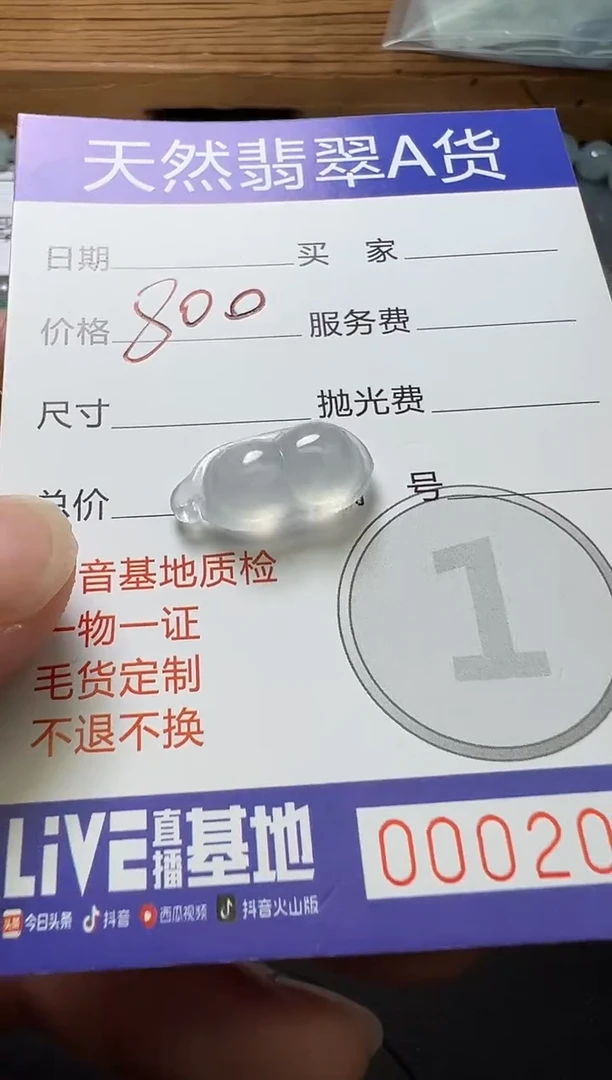 天然翡翠A货
日期 买 家
价格 800 服务费
尺寸 抛光费
总价 号
音基地质检
一物一证
毛货定制
不退不换
1
LiVE直播基地
00020
今日头条 抖音 西瓜视频 抖音火山版